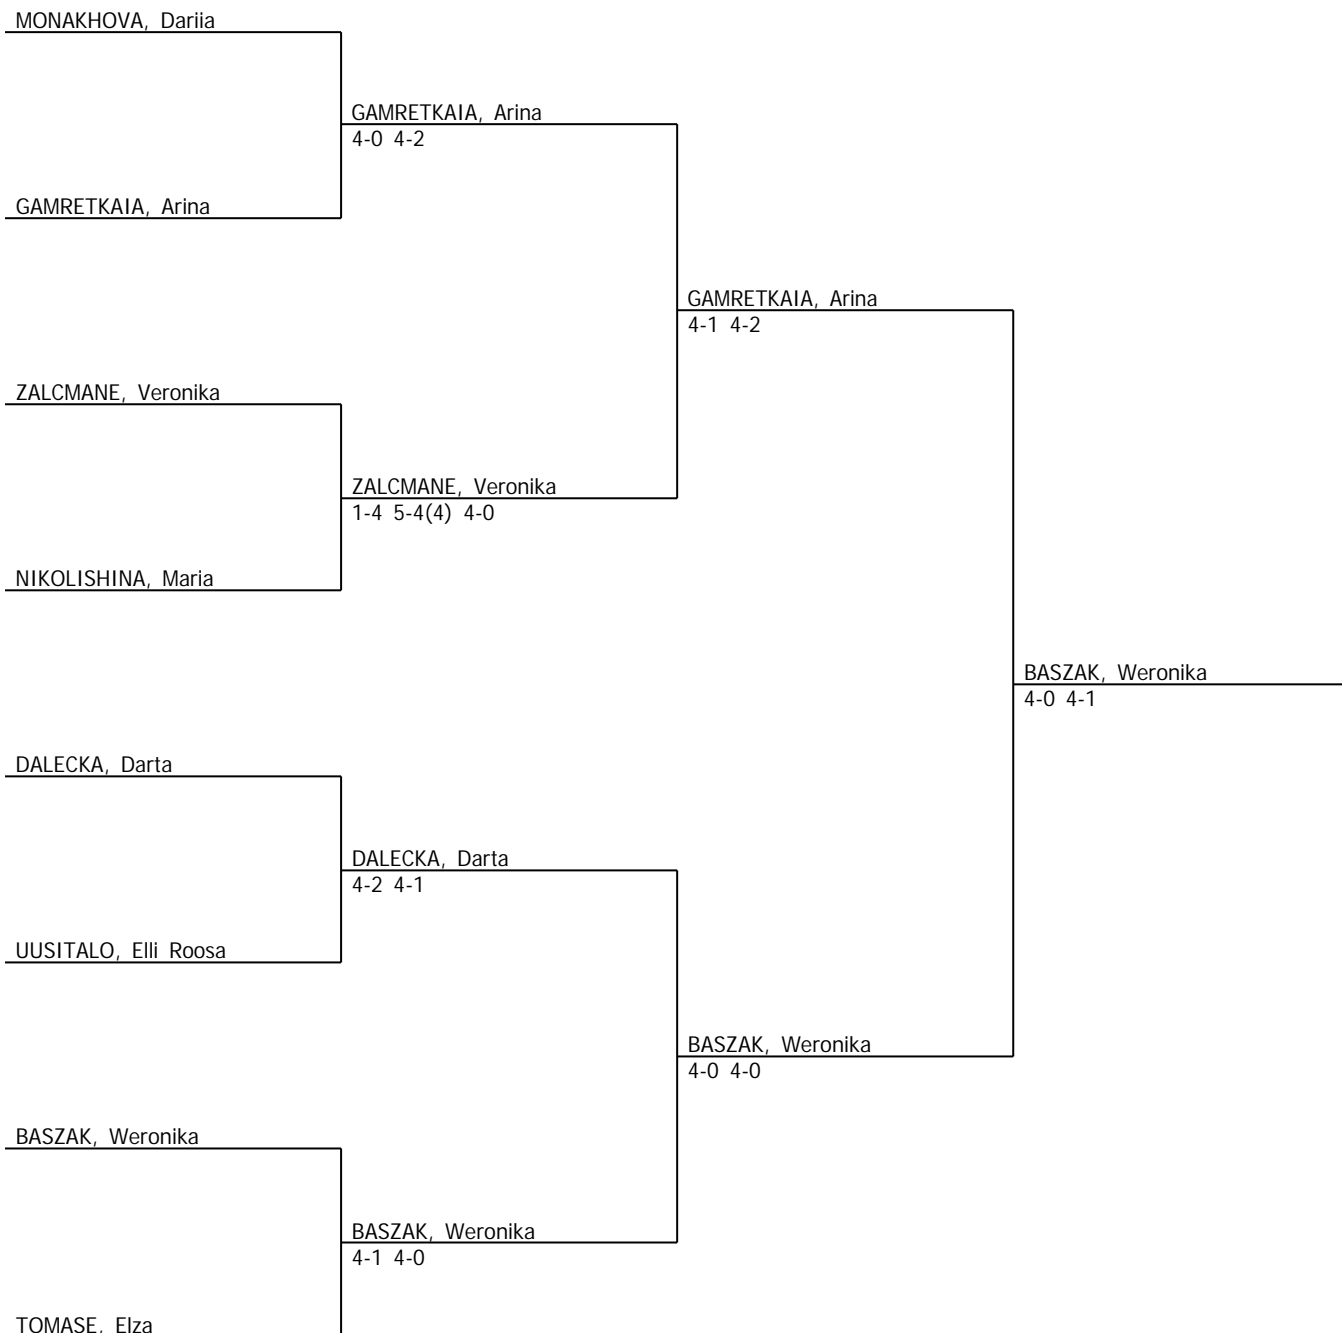 MONAKHOVA, Dariia
GAMRETKAIA, Arina
4-0 4-2
GAMRETKAIA, Arina
GAMRETKAIA, Arina
4-1 4-2
ZALCMANE, Veronika
ZALCMANE, Veronika
1-4 5-4(4) 4-0
NIKOLISHINA, Maria
BASZAK, Weronika
4-0 4-1
DALECKA, Darta
DALECKA, Darta
4-2 4-1
UUSITALO, Elli Roosa
BASZAK, Weronika
4-0 4-0
BASZAK, Weronika
BASZAK, Weronika
4-1 4-0
TOMASE, Elza